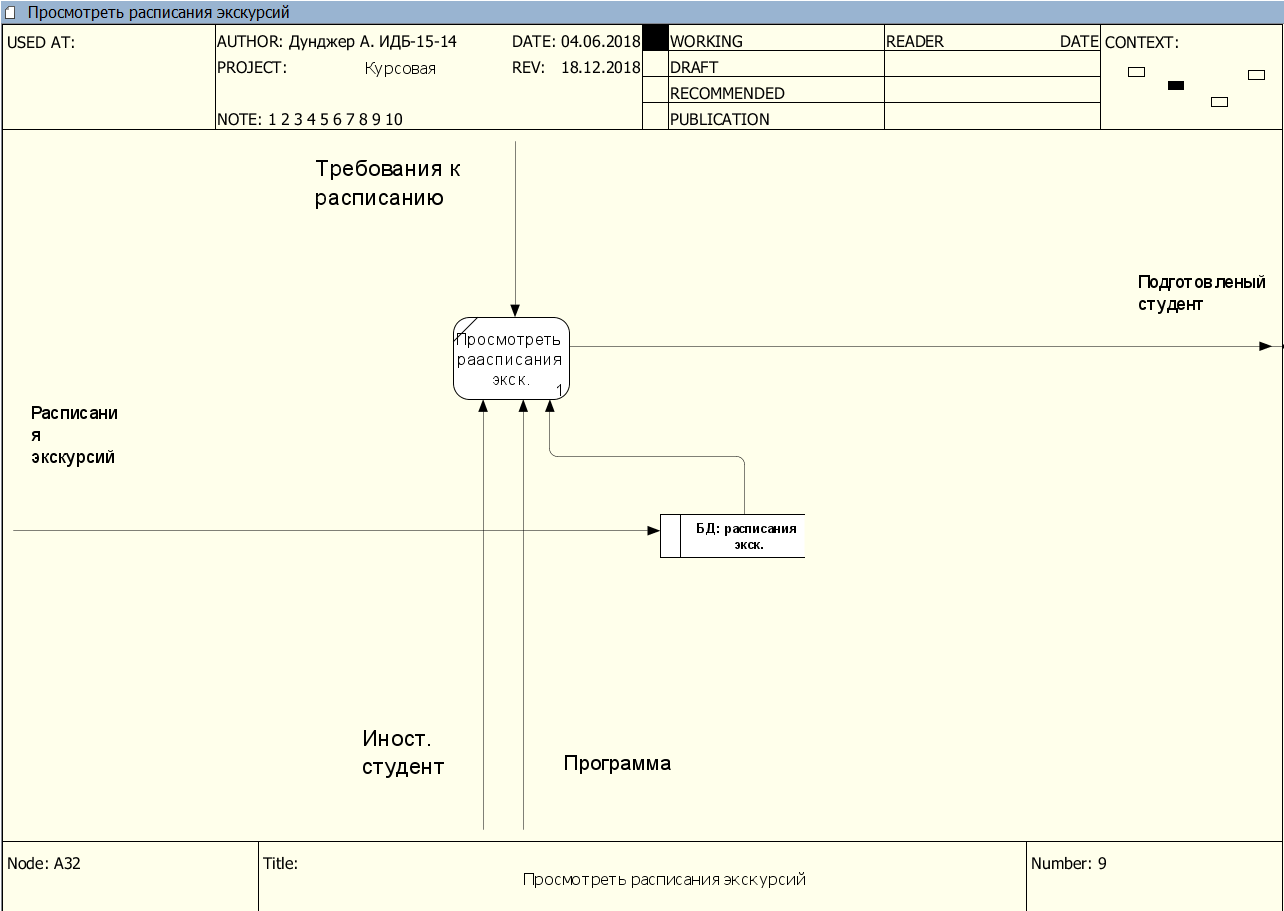 Просмотреть расписания экскурсий
USED AT:
AUTHOR: Дунджер А. ИДБ-15-14
DATE: 04.06.2018
PROJECT: Курсовая
REV: 18.12.2018
NOTE: 1 2 3 4 5 6 7 8 9 10
WORKING
DRAFT
RECOMMENDED
PUBLICATION
READER DATE
CONTEXT:
Требования к
расписанию
Подготовленый
студент
Просмотреть
раасписания
экск.
1
Расписани
я
экскурсий
БД: расписания
экск.
Иност.
студент
Программа
Node: A32
Title:
Просмотреть расписания экскурсий
Number: 9